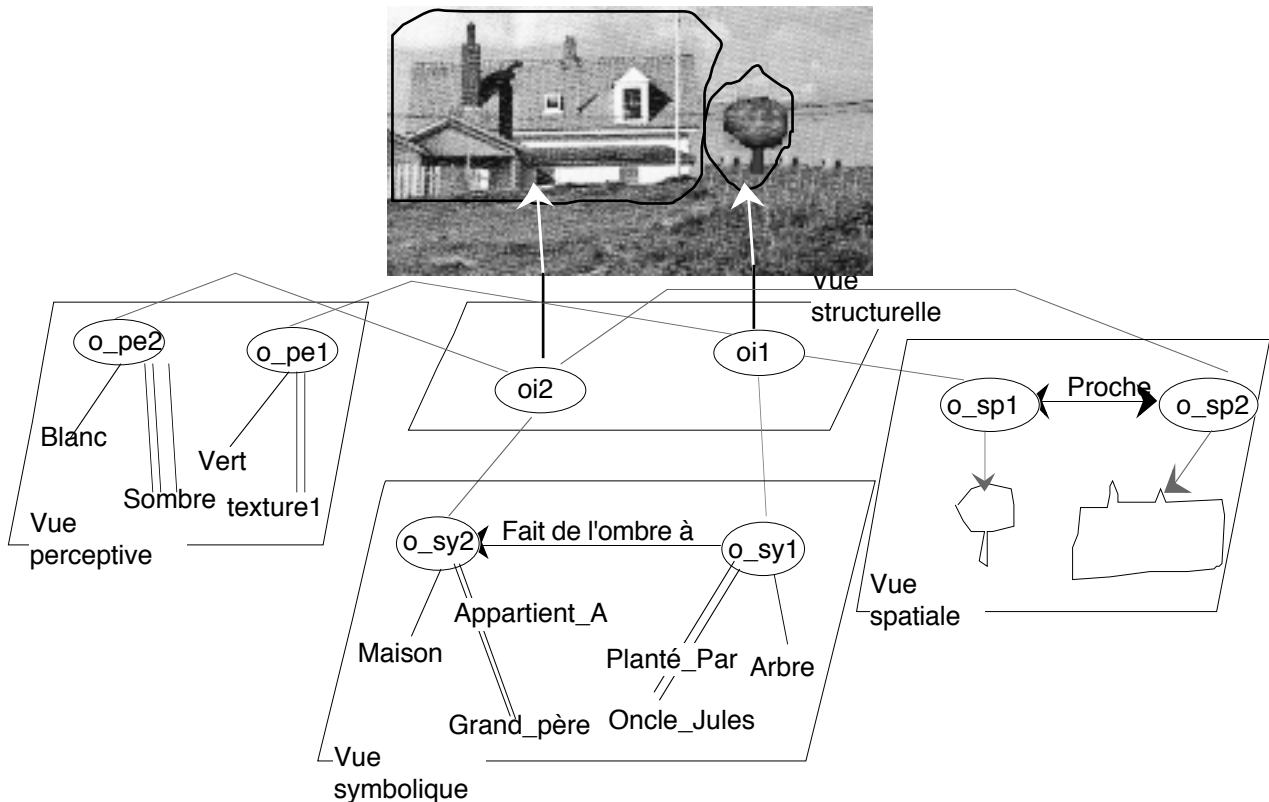 Vue
structurelle
o_pe2
o_pe1
oi1
oi2
Proche
o_sp1
o_sp2
Blanc
Vert
Sombre
texture1
Vue
perceptive
Fait de l'ombre à
o_sy2
o_sy1
Appartient_A
Maison
Planté_Par
Arbre
Grand_père
Oncle_Jules
Vue
spatiale
Vue
symbolique